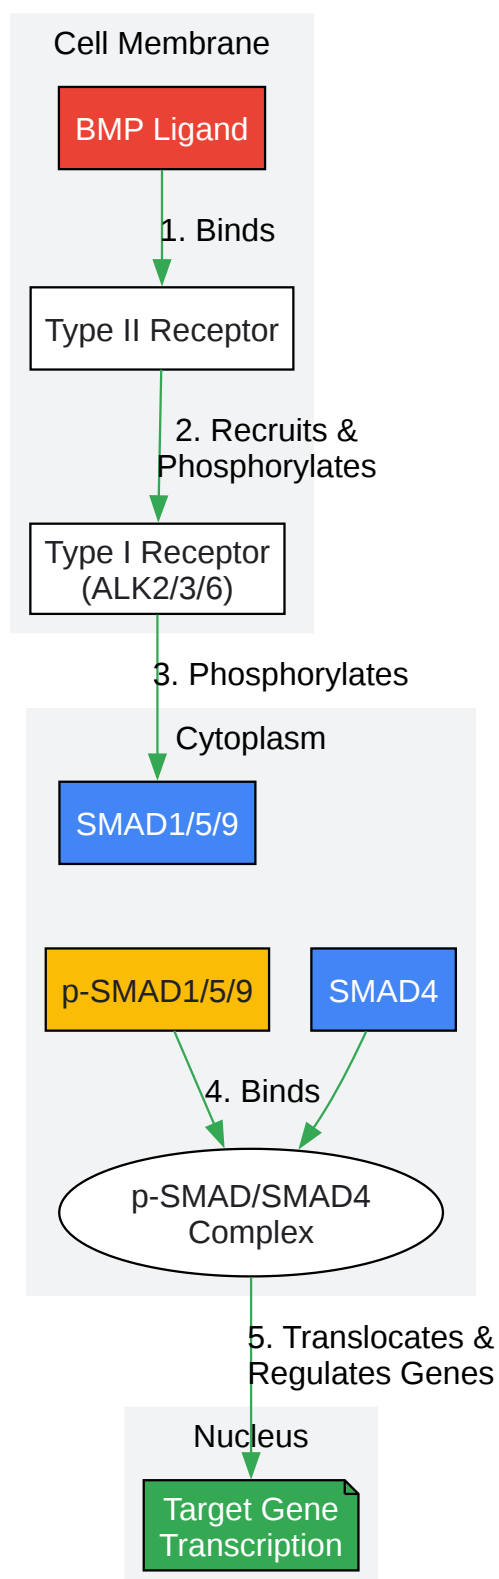 Cell Membrane
BMP Ligand
1. Binds
Type II Receptor
2. Recruits &
Phosphorylates
Type I Receptor
(ALK2/3/6)
3. Phosphorylates
Cytoplasm
SMAD1/5/9
p-SMAD1/5/9
SMAD4
4. Binds
p-SMAD/SMAD4
Complex
5. Translocates &
Regulates Genes
Nucleus
Target Gene
Transcription